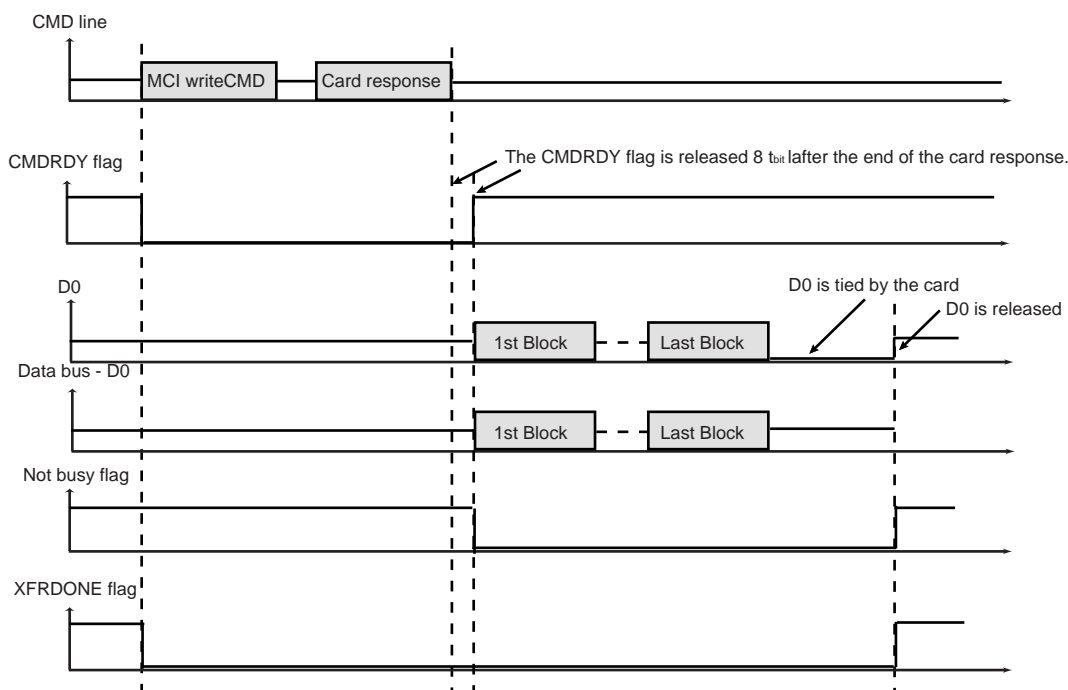 CMD line
MCI writeCMD
Card response
The CMDRDY flag is released 8 tbit lafter the end of the card response.
CMDRDY flag
D0 is tied by the card
D0
D0 is released
1st Block
Last Block
Data bus - D0
1st Block
Last Block
Not busy flag
XFRDONE flag